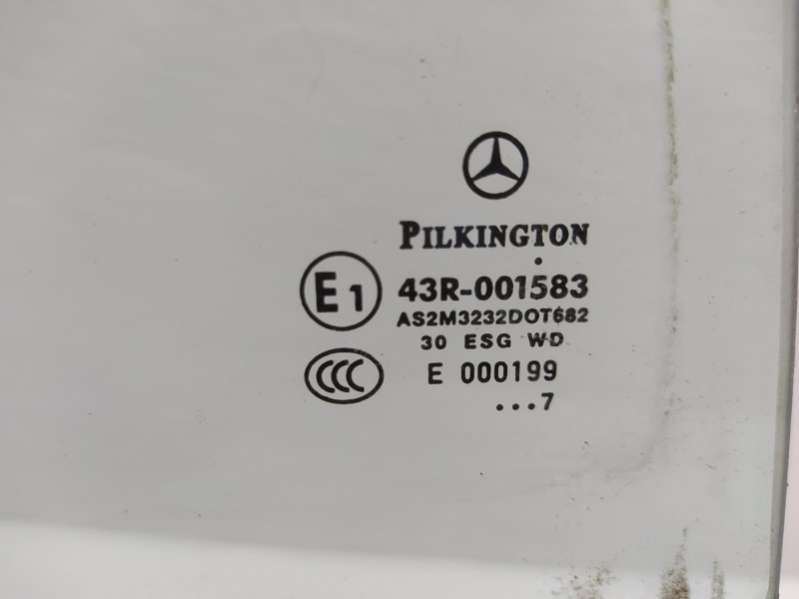 PILKINGTON
E1 43R-001583
AS2M3232DOT682
30 ESG WD
CCC E 000199
...7